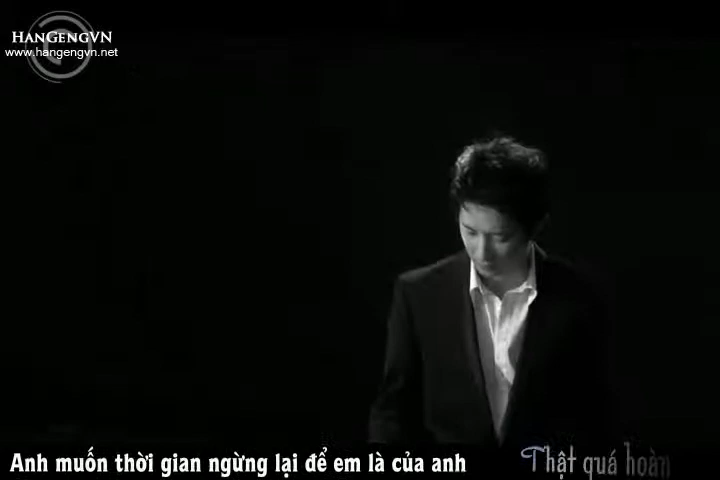 HANGENGVN
www.hangengvn.net
Anh muốn thời gian ngừng lại để em là của anh
Thật quá hoàn